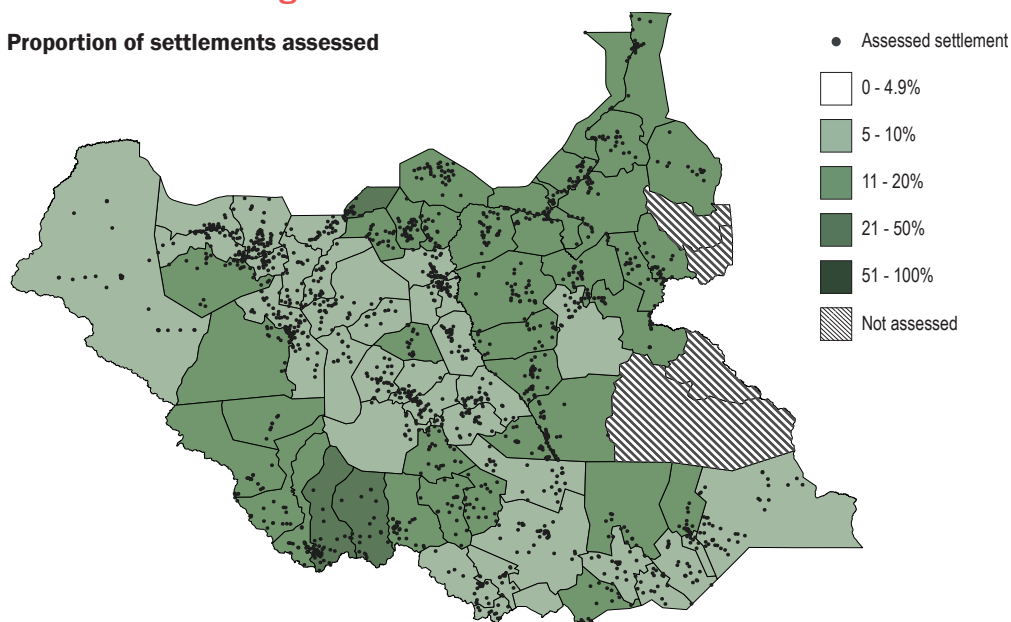 Proportion of settlements assessed
Assessed settlement
0 - 4.9%
5 - 10%
11 - 20%
21 - 50%
51 - 100%
Not assessed